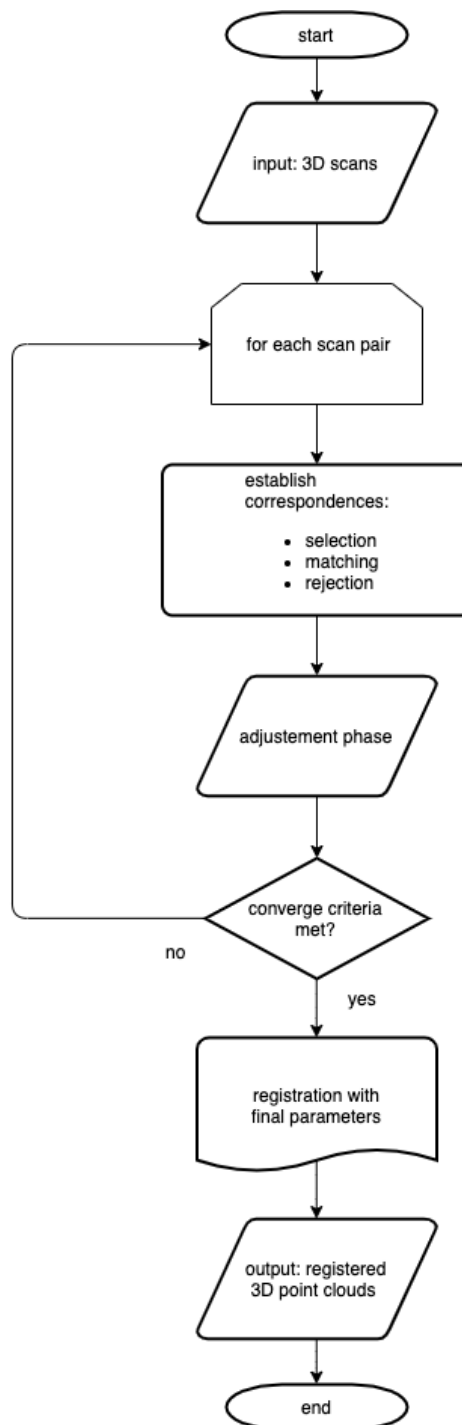 start
input: 3D scans
for each scan pair
establish
correspondences:
• selection
• matching
• rejection
adjustement phase
converge criteria
met?
no
yes
registration with
final parameters
output: registered
3D point clouds
end